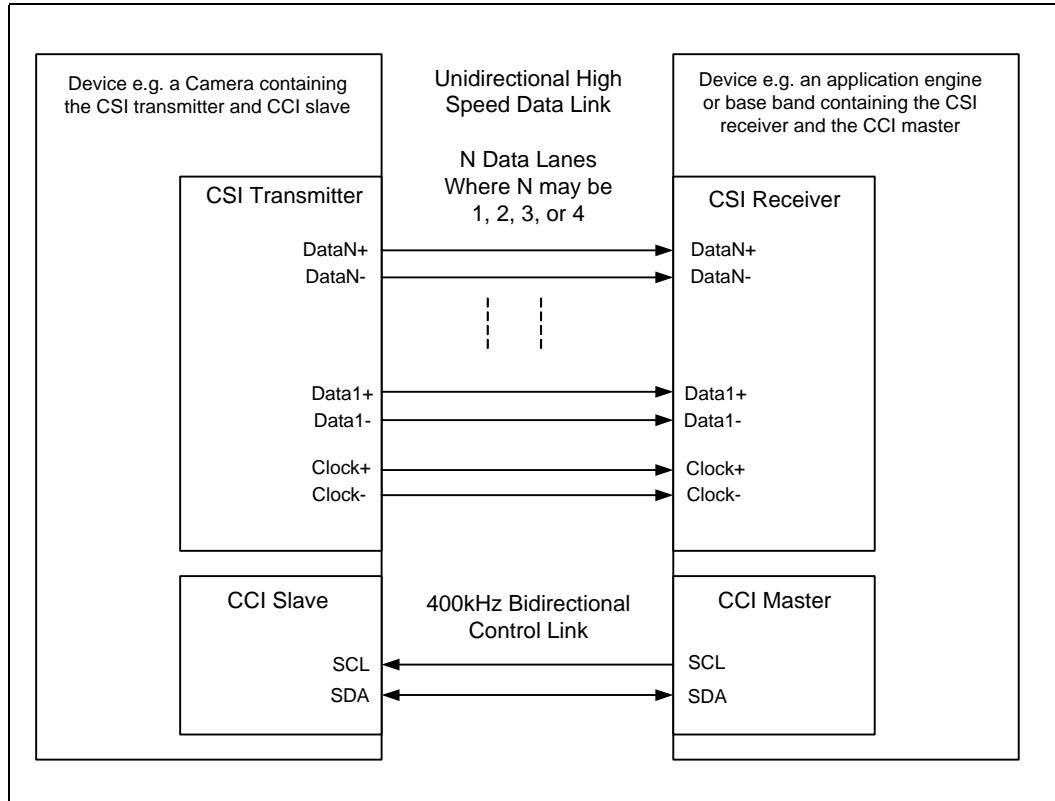 Device e.g. a Camera containing
the CSI transmitter and CCI slave
Unidirectional High
Speed Data Link
N Data Lanes
Where N may be
1, 2, 3, or 4
Device e.g. an application engine
or base band containing the CSI
receiver and the CCI master
CSI Transmitter
DataN+
DataN-
Data1+
Data1-
Clock+
Clock-
CSI Receiver
DataN+
DataN-
Data1+
Data1-
Clock+
Clock-
CCI Slave
SCL
SDA
400kHz Bidirectional
Control Link
CCI Master
SCL
SDA